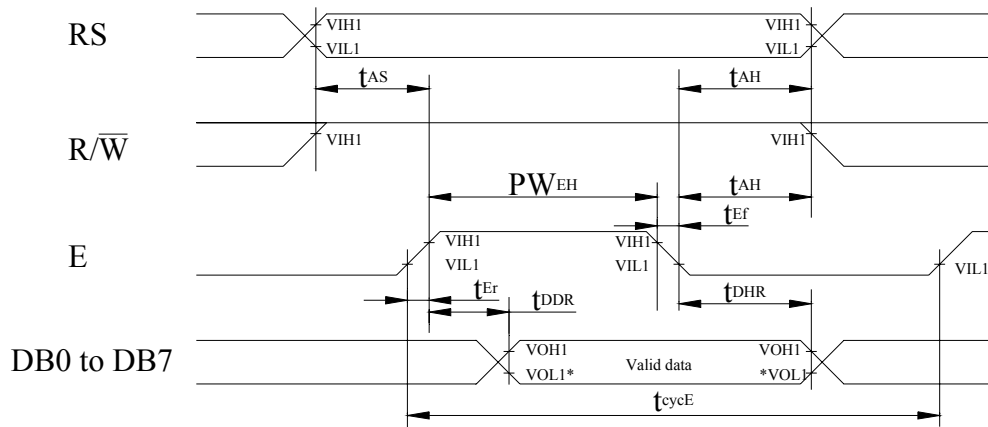 RS
VIH1
VIL1
VIH1
VIL1
tAS
tAH
R/W̅
VIH1
VIH1
PWEH
tAH
tEf
E
VIH1
VIL1
VIH1
VIL1
VIL1
tEr
tDDR
tDHR
DB0 to DB7
VOH1
VOL1*
Valid data
VOH1
*VOL1
tcycE